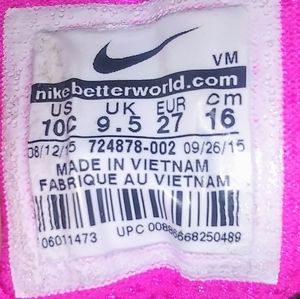 VM
nikebetterworld.com
US UK EUR cm
10C 9.5 27 16
08/12/15 724878-002 09/26/15
MADE IN VIETNAM
FABRIQUE AU VIETNAM
06011473 UPC 00888668250489